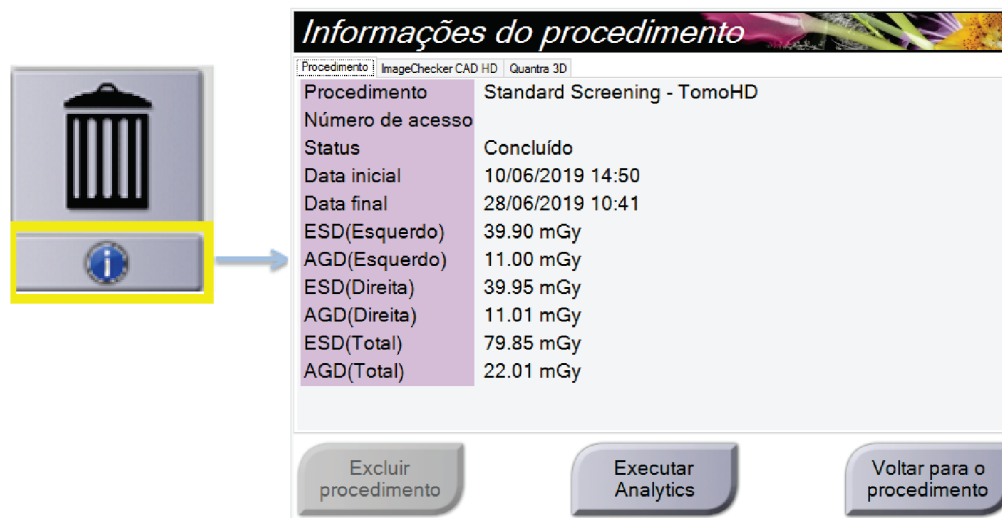 Informações do procedimento
Procedimento ImageChecker CAD HD Quantra 3D
Procedimento Standard Screening - TomoHD
Número de acesso
Status Concluído
Data inicial 10/06/2019 14:50
Data final 28/06/2019 10:41
ESD(Esquerdo) 39.90 mGy
AGD(Esquerdo) 11.00 mGy
ESD(Direita) 39.95 mGy
AGD(Direita) 11.01 mGy
ESD(Total) 79.85 mGy
AGD(Total) 22.01 mGy
Excluir
procedimento
Executar
Analytics
Voltar para o
procedimento